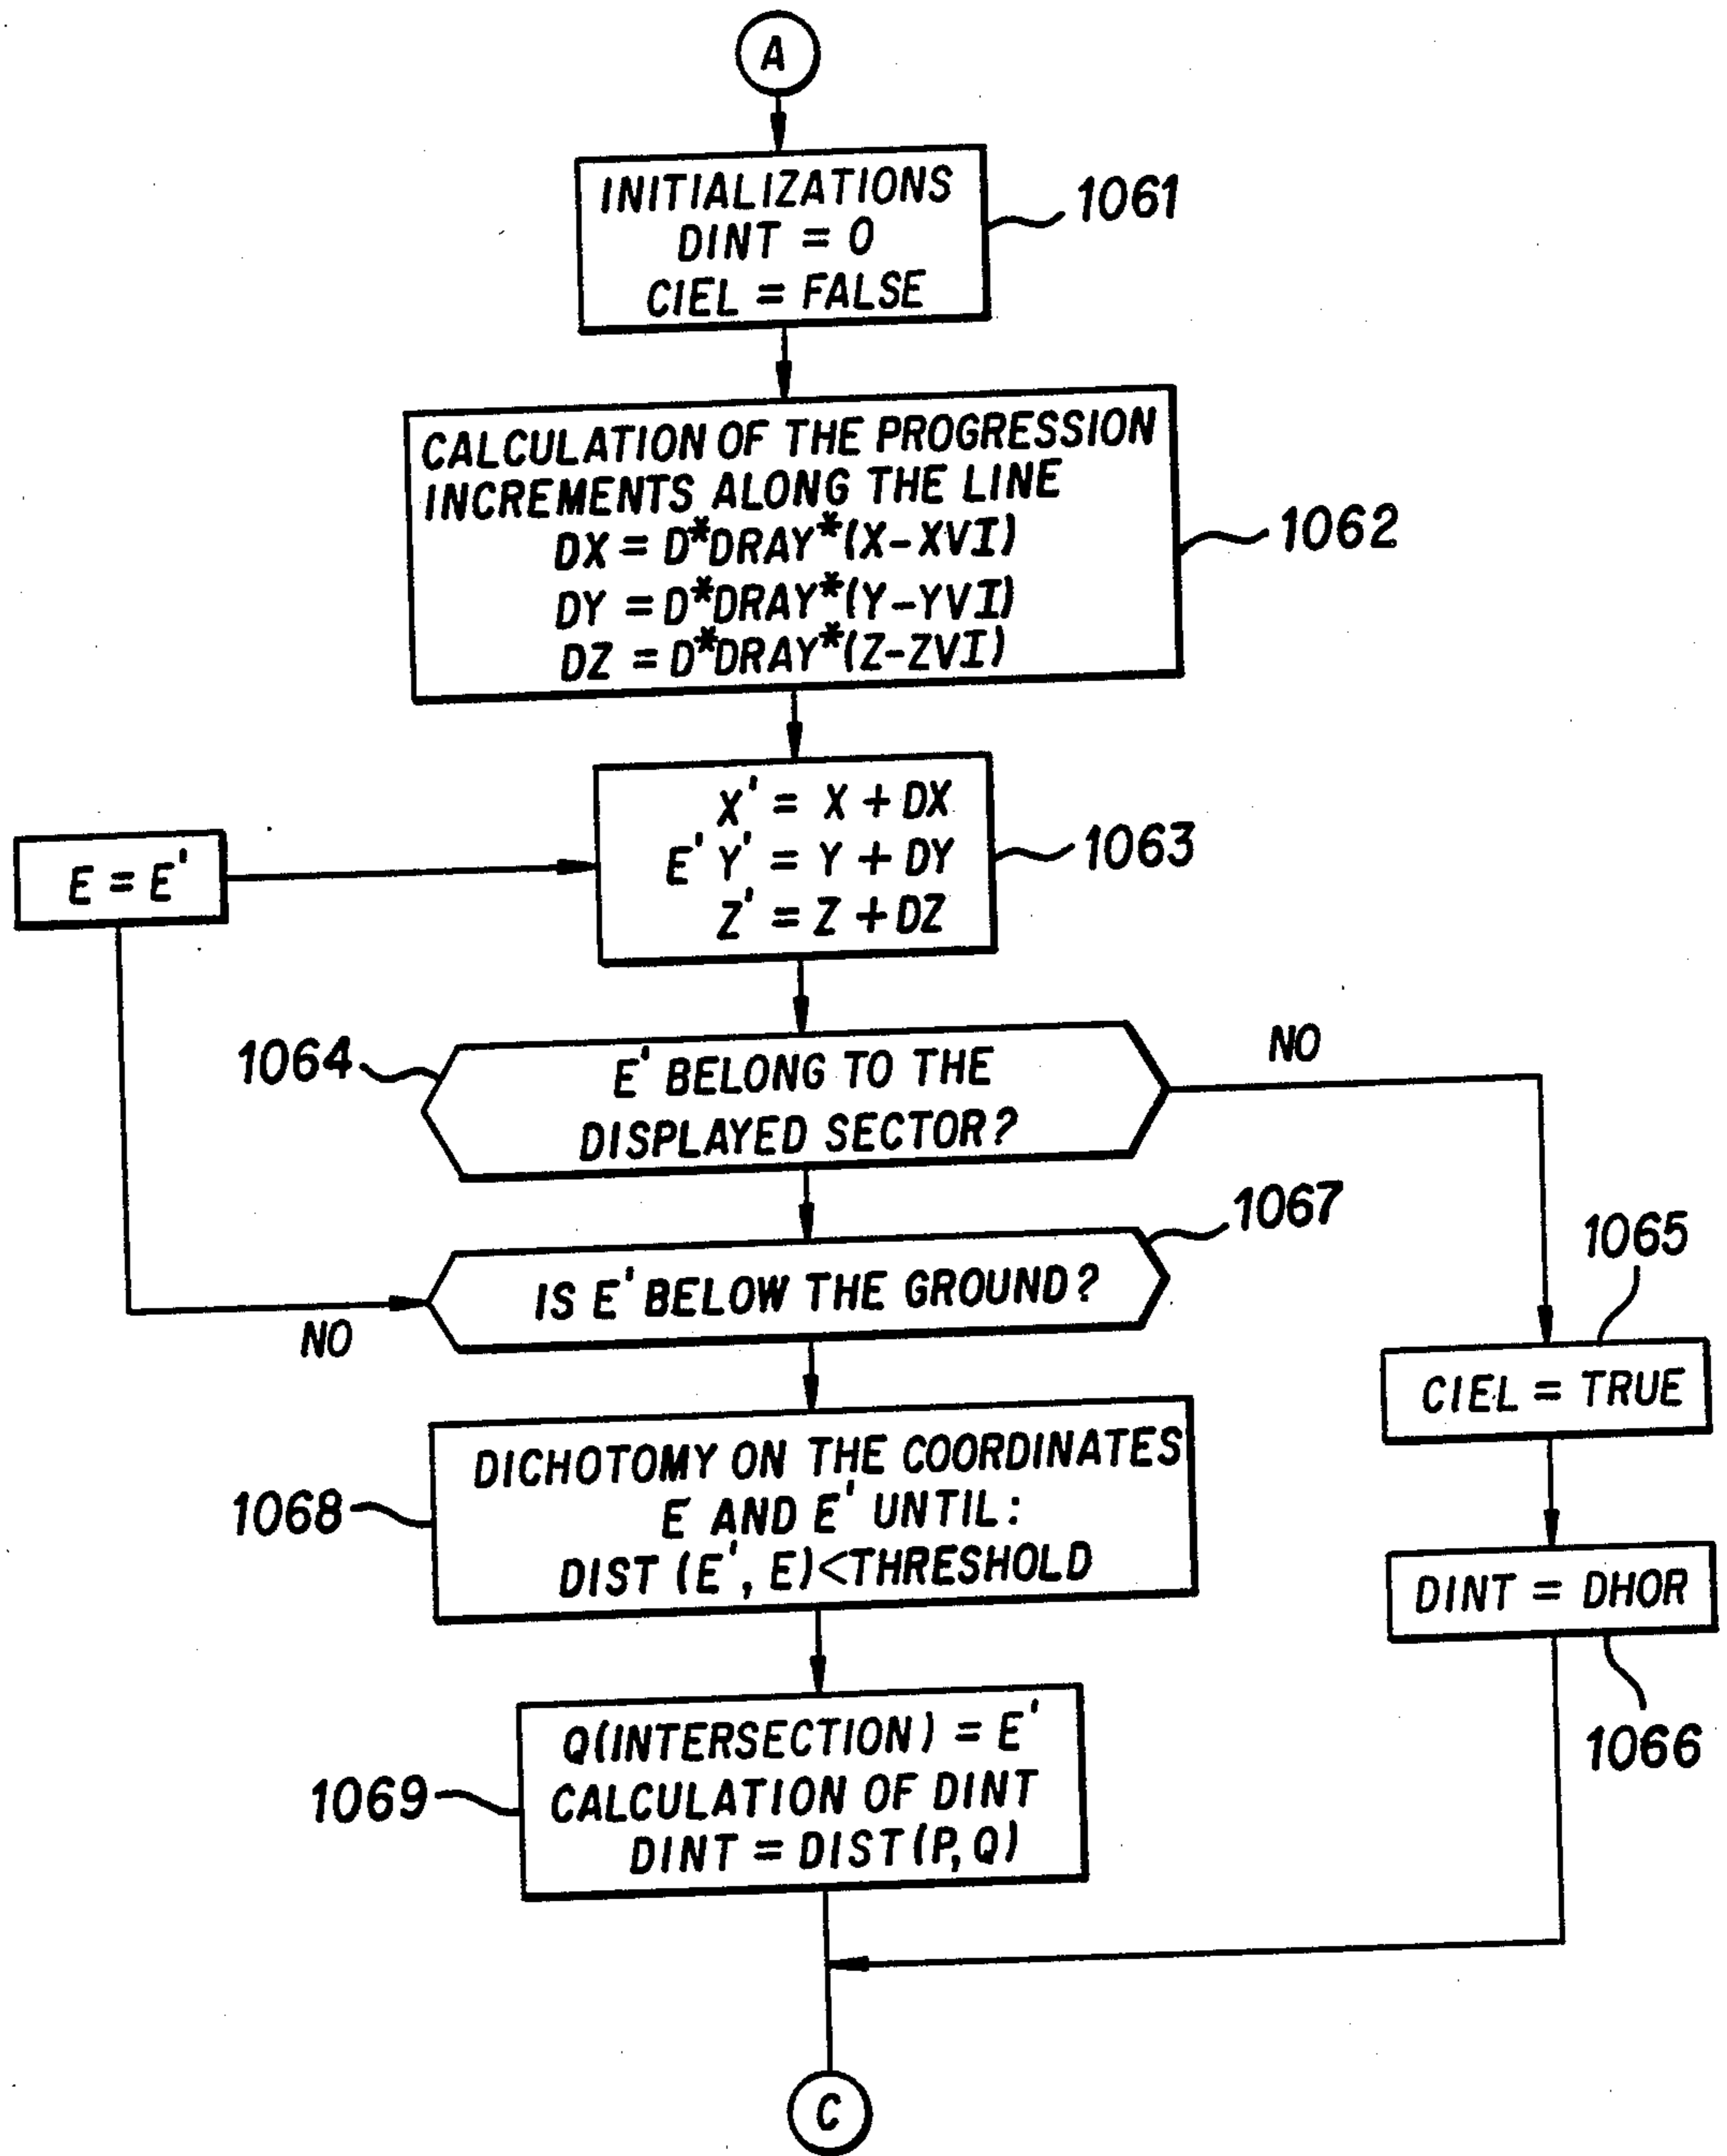 A
INITIALIZATIONS
DINT = 0
CIEL = FALSE
1061
CALCULATION OF THE PROGRESSION
INCREMENTS ALONG THE LINE
DX = D*DRAY*(X-XVI)
DY = D*DRAY*(Y-YVI)
DZ = D*DRAY*(Z-ZVI)
1062
X' = X + DX
E' Y' = Y + DY
Z' = Z + DZ
1063
E = E'
1064
E' BELONG TO THE
DISPLAYED SECTOR?
NO
1067
IS E' BELOW THE GROUND?
NO
1065
CIEL = TRUE
1068
DICHOTOMY ON THE COORDINATES
E AND E' UNTIL:
DIST (E', E)<THRESHOLD
DINT = DHOR
1066
1069
Q(INTERSECTION) = E'
CALCULATION OF DINT
DINT = DIST(P,Q)
C